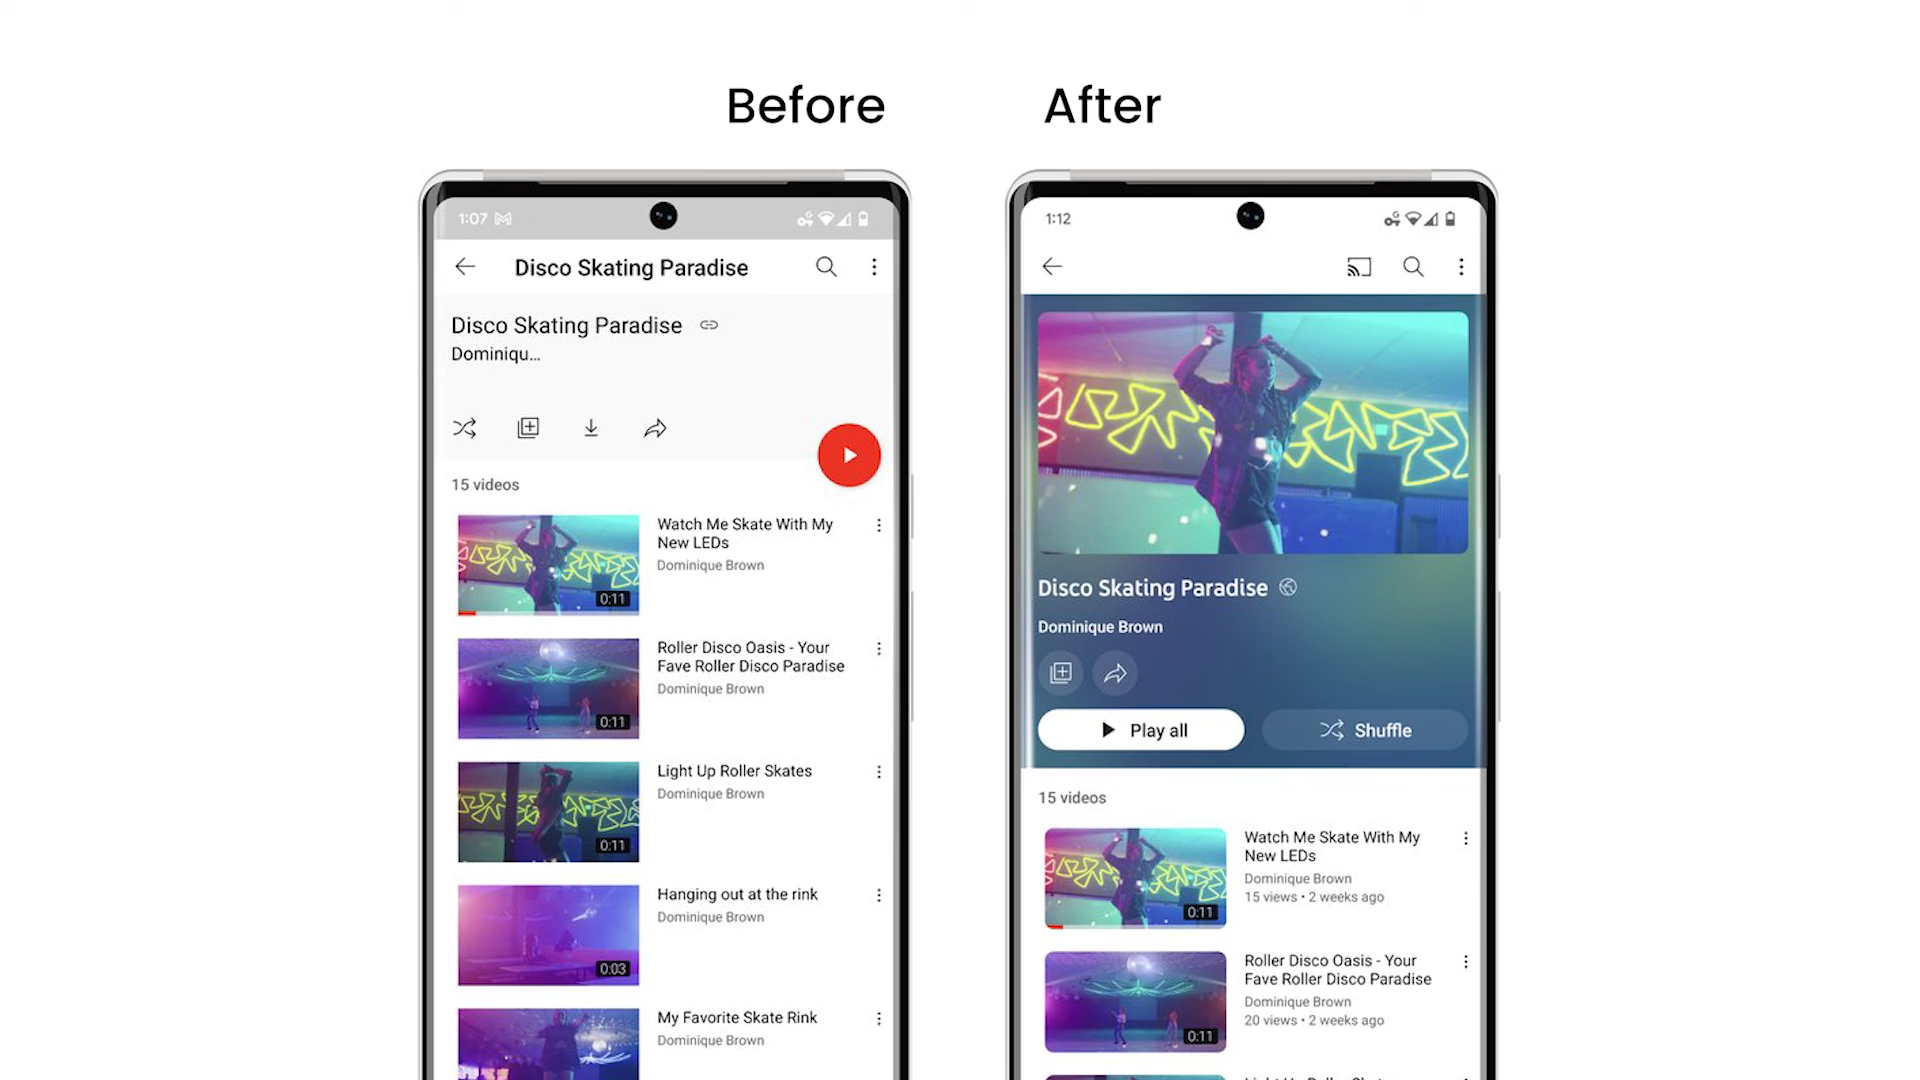 Before
After
1:07
Disco Skating Paradise
Disco Skating Paradise
Dominiqu...
15 videos
Watch Me Skate With My
New LEDs
Dominique Brown
0:11
Roller Disco Oasis - Your
Fave Roller Disco Paradise
Dominique Brown
0:11
Light Up Roller Skates
Dominique Brown
0:11
Hanging out at the rink
Dominique Brown
0:03
My Favorite Skate Rink
Dominique Brown
1:12
Disco Skating Paradise
Dominique Brown
Play all
Shuffle
15 videos
Watch Me Skate With My
New LEDs
Dominique Brown
15 views • 2 weeks ago
0:11
Roller Disco Oasis - Your
Fave Roller Disco Paradise
Dominique Brown
20 views • 2 weeks ago
0:11